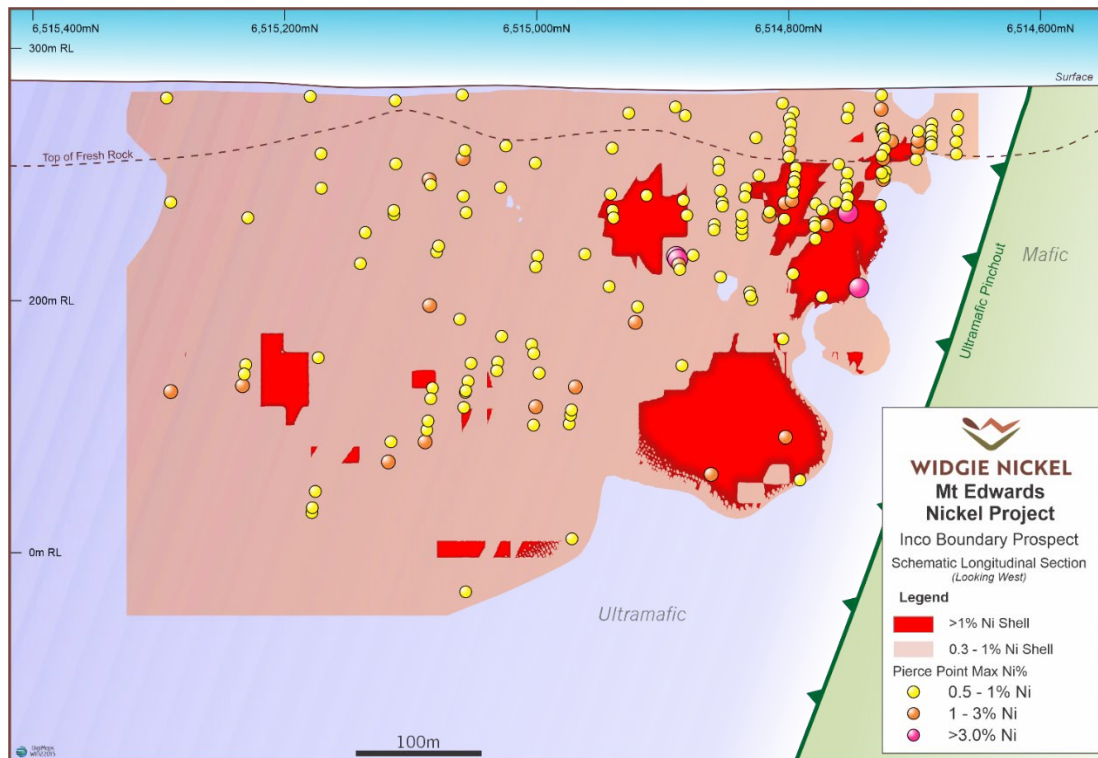 6,515,400mN
6,515,200mN
6,515,000mN
6,514,800mN
6,514,600mN
300m RL
Surface
Top of Fresh Rock
Mafic
Ultramafic Pinchout
200m RL
0m RL
Ultramafic
100m
WIDGIE NICKEL
Mt Edwards
Nickel Project
Inco Boundary Prospect
Schematic Longitudinal Section
(Looking West)
Legend
>1% Ni Shell
0.3 - 1% Ni Shell
Pierce Point Max Ni%
0.5 - 1% Ni
1 - 3% Ni
>3.0% Ni
DigiMaps